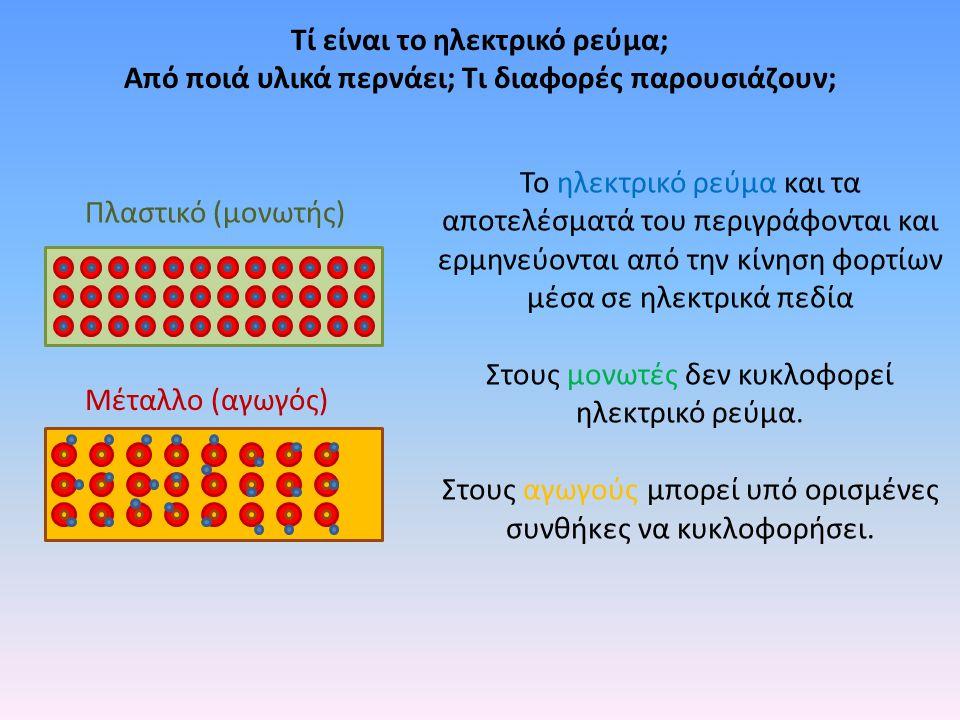 Τί είναι το ηλεκτρικό ρεύμα;
Από ποιά υλικά περνάει; Τι διαφορές παρουσιάζουν;
Πλαστικό (μονωτής)
Μέταλλο (αγωγός)
Το ηλεκτρικό ρεύμα και τα
αποτελέσματά του περιγράφονται και
ερμηνεύονται από την κίνηση φορτίων
μέσα σε ηλεκτρικά πεδία
Στους μονωτές δεν κυκλοφορεί
ηλεκτρικό ρεύμα.
Στους αγωγούς μπορεί υπό ορισμένες
συνθήκες να κυκλοφορήσει.